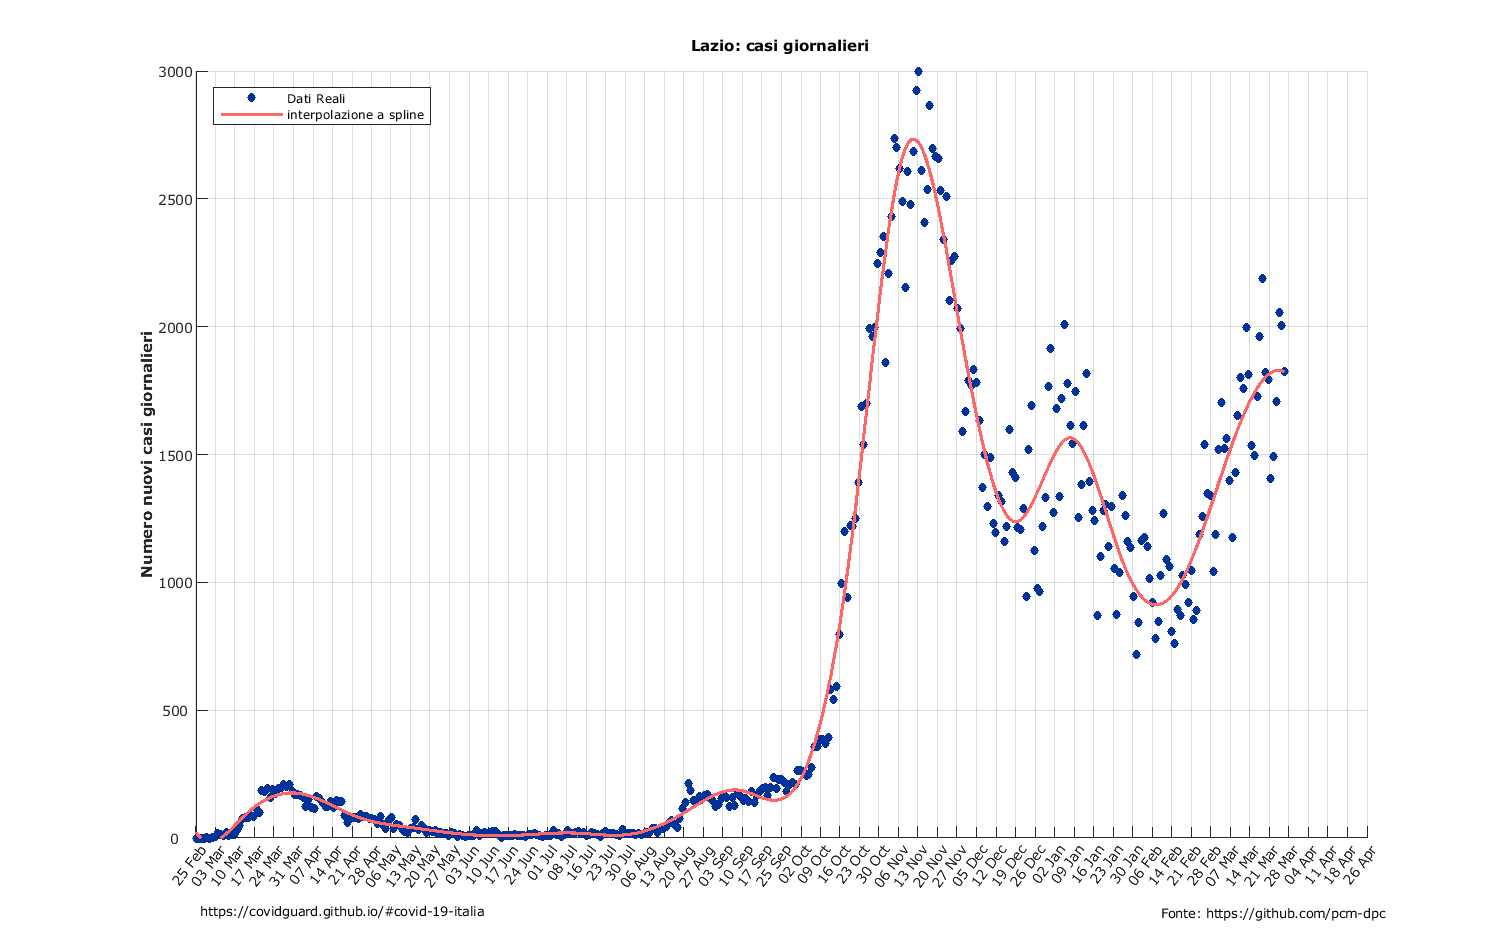 Lazio: casi giornalieri
Dati Reali
interpolazione a spline
Numero nuovi casi giornalieri
3000
2500
2000
1500
1000
500
0
25 Feb
03 Mar
10 Mar
17 Mar
24 Mar
31 Mar
07 Apr
14 Apr
21 Apr
28 Apr
06 May
13 May
20 May
27 May
03 Jun
10 Jun
17 Jun
24 Jun
01 Jul
08 Jul
16 Jul
23 Jul
30 Jul
06 Aug
13 Aug
20 Aug
27 Aug
03 Sep
10 Sep
17 Sep
25 Sep
02 Oct
09 Oct
16 Oct
23 Oct
30 Oct
06 Nov
06 Nov
13 Nov
20 Nov
27 Nov
05 Dec
12 Dec
19 Dec
26 Jan
02 Jan
09 Jan
16 Jan
23 Jan
30 Jan
06 Feb
14 Feb
21 Feb
28 Feb
07 Mar
14 Mar
21 Mar
28 Mar
04 Apr
11 Apr
18 Apr
26 Apr
https://covidguard.github.io/#covid-19-italia
Fonte: https://github.com/pcm-dpc